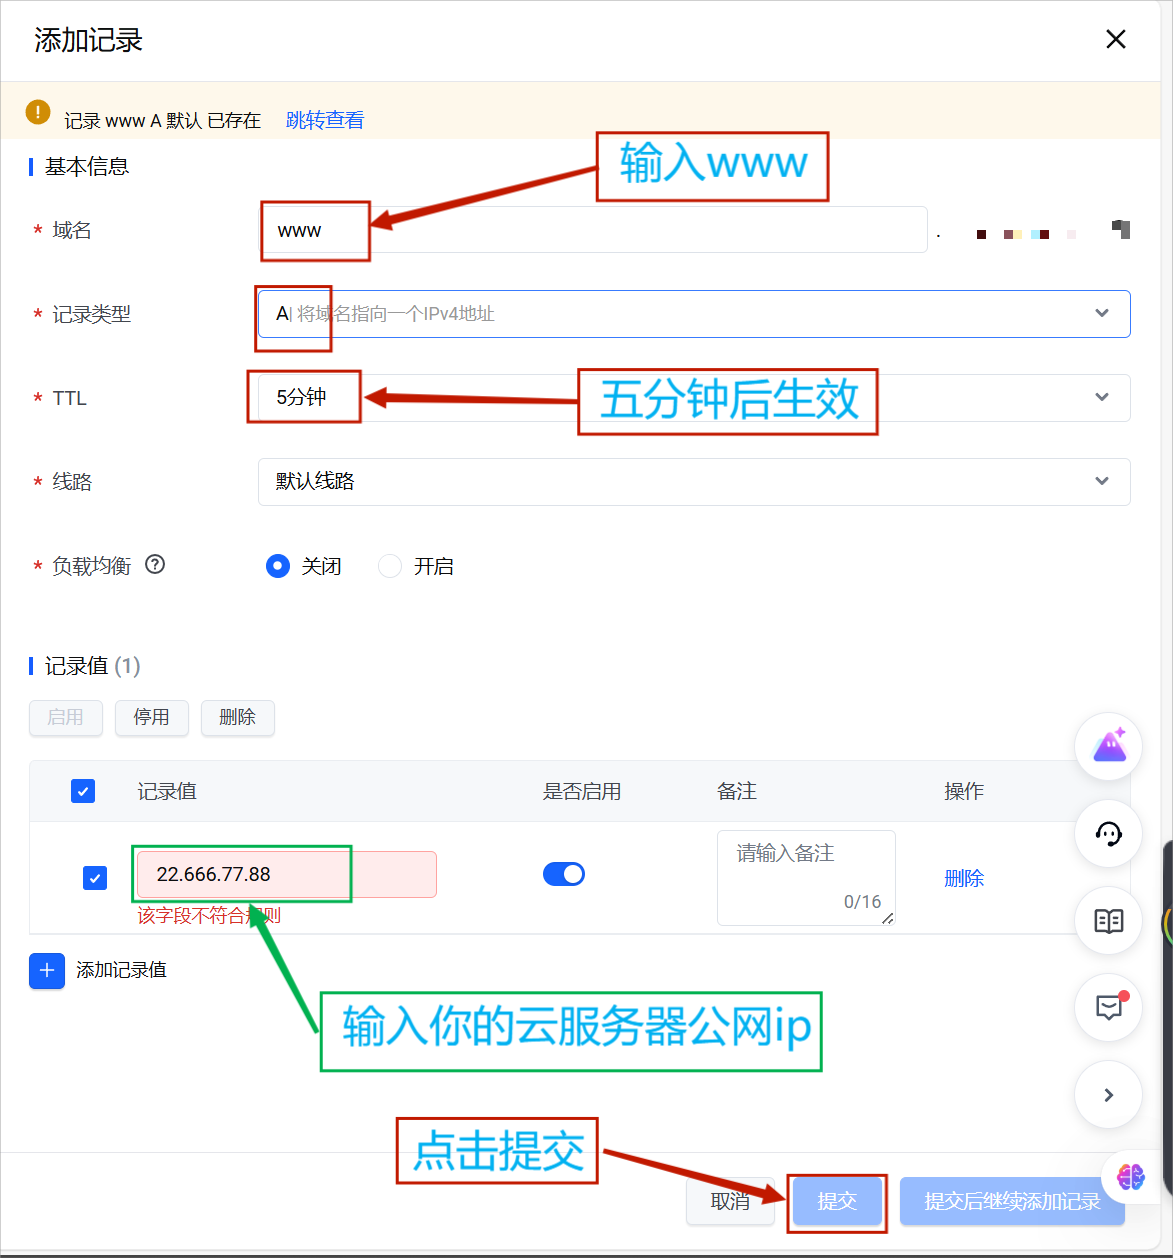 添加记录
记录 www A 默认 已存在 跳转查看
基本信息
输入www
* 域名 www .
* 记录类型 A| 将域名指向一个IPv4地址
* TTL 5分钟
五分钟后生效
* 线路 默认线路
* 负载均衡 关闭 开启
记录值 (1)
启用 停用 删除
记录值 是否启用 备注 操作
22.666.77.88 请输入备注 删除
0/16
该字段不符合规则
添加记录值
输入你的云服务器公网ip
点击提交
取消 提交 提交后继续添加记录